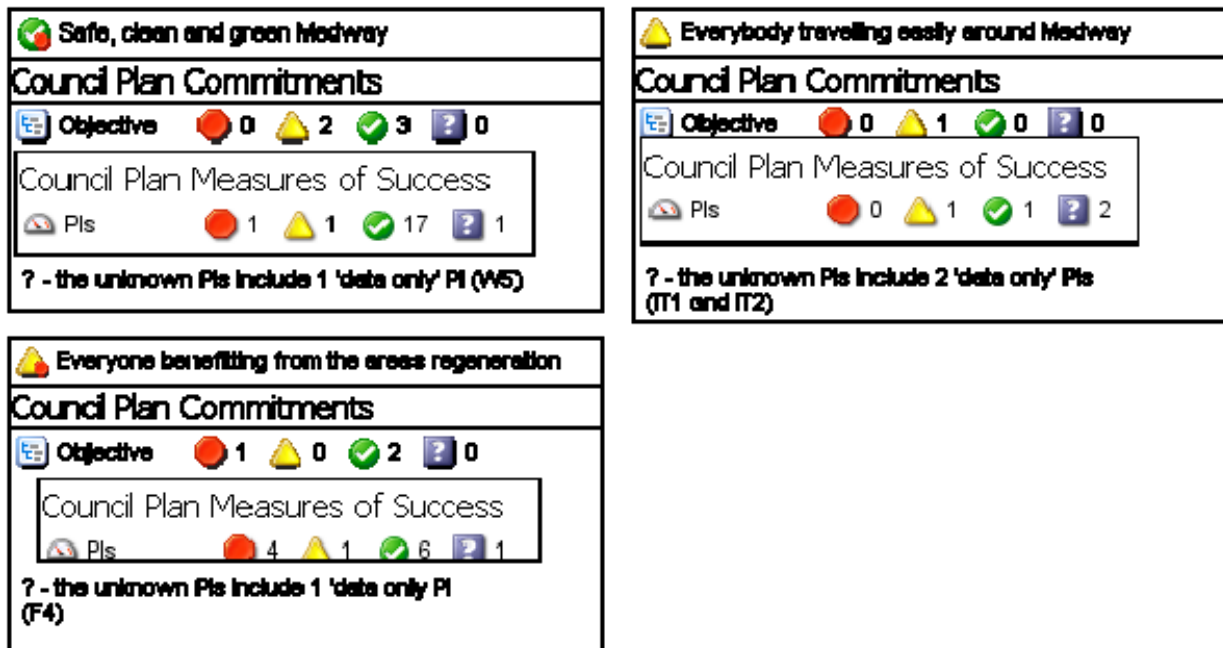 Safe, clean and green Medway
Council Plan Commitments
Objective 0 2 3 ? 0
Council Plan Measures of Success
PIs 1 1 17 ? 1
? - the unknown PIs include 1 'data only' PI (W5)
Everybody travelling easily around Medway
Council Plan Commitments
Objective 0 1 0 ? 0
Council Plan Measures of Success
PIs 0 1 1 ? 2
? - the unknown PIs include 2 'data only' PIs
(IT1 and IT2)
Everyone benefitting from the areas regeneration
Council Plan Commitments
Objective 1 0 2 ? 0
Council Plan Measures of Success
PIs 4 1 6 ? 1
? - the unknown PIs include 1 'data only PI
(F4)